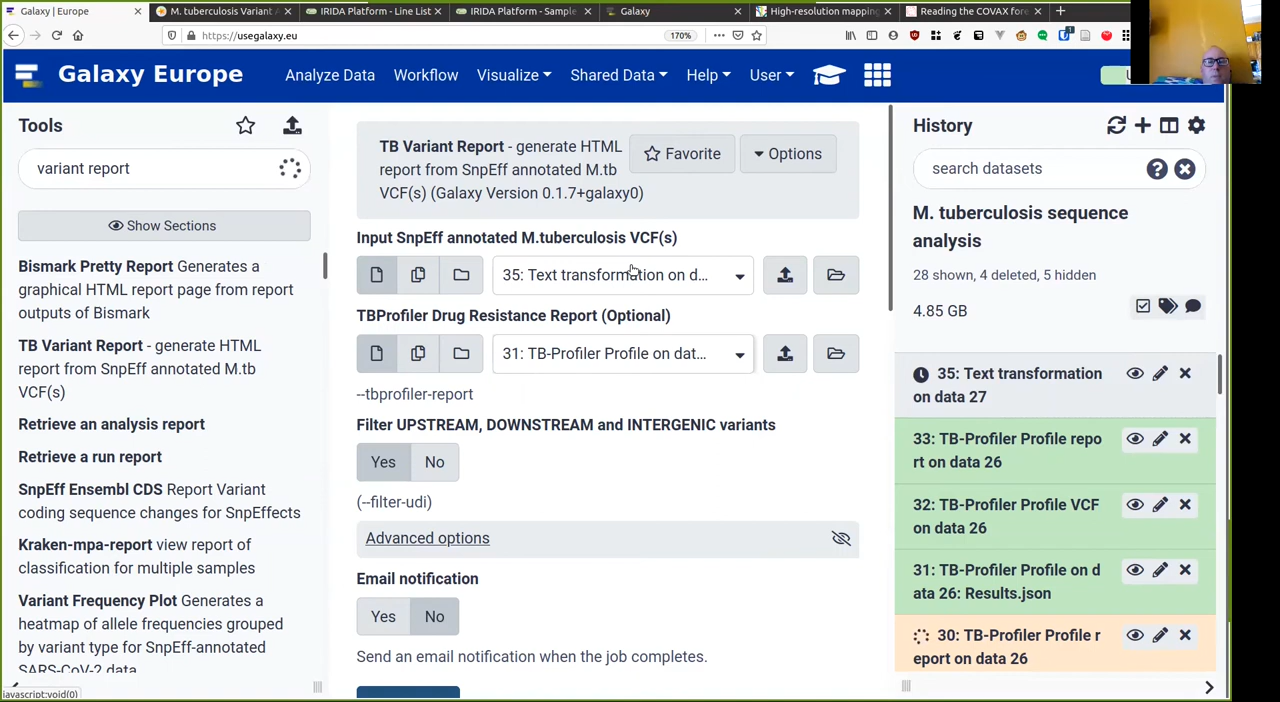 Galaxy | Europe
M. tuberculosis Variant A
IRIDA Platform - Line List
IRIDA Platform - Sample
Galaxy
High-resolution mapping
Reading the COVAX fore
https://usegalaxy.eu
170%
Galaxy Europe
Analyze Data
Workflow
Visualize
Shared Data
Help
User
U
Tools
variant report
Show Sections
Bismark Pretty Report Generates a
graphical HTML report page from report
outputs of Bismark
TB Variant Report - generate HTML
report from SnpEff annotated M.tb
VCF(s)
Retrieve an analysis report
Retrieve a run report
SnpEff Ensembl CDS Report Variant
coding sequence changes for SnpEffects
Kraken-mpa-report view report of
classification for multiple samples
Variant Frequency Plot Generates a
heatmap of allele frequencies grouped
by variant type for SnpEff-annotated
SARS-CoV-2 data
javascript:void(0)
TB Variant Report - generate HTML
report from SnpEff annotated M.tb
VCF(s) (Galaxy Version 0.1.7+galaxy0)
Favorite
Options
Input SnpEff annotated M.tuberculosis VCF(s)
35: Text transformation on d...
TBProfiler Drug Resistance Report (Optional)
31: TB-Profiler Profile on dat...
--tbprofiler-report
Filter UPSTREAM, DOWNSTREAM and INTERGENIC variants
Yes No
(--filter-udi)
Advanced options
Email notification
Yes No
Send an email notification when the job completes.
History
search datasets
M. tuberculosis sequence
analysis
28 shown, 4 deleted, 5 hidden
4.85 GB
35: Text transformation
on data 27
33: TB-Profiler Profile repo
rt on data 26
32: TB-Profiler Profile VCF
on data 26
31: TB-Profiler Profile on d
ata 26: Results.json
30: TB-Profiler Profile r
eport on data 26